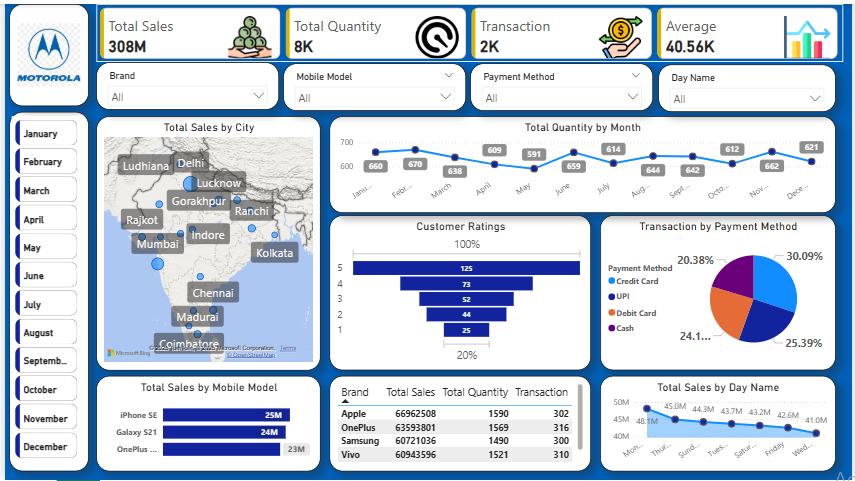 MOTOROLA
Total Sales
308M
Total Quantity
8K
Transaction
2K
Average
40.56K
Brand
All
Mobile Model
All
Payment Method
All
Day Name
All
January
February
March
April
May
June
July
August
Septemb...
October
November
December
Total Sales by City
Ludhiana
Delhi
Lucknow
Gorakhpur
Ranchi
Rajkot
Indore
Mumbai
Kolkata
Chennai
Madurai
Coimbatore
Microsoft Bing
Microsoft Corporation. Terms
© OpenStreetMap
Total Quantity by Month
700
600
660 670 638 609 591 659 614 644 642 612 662 621
Janu... Febr... March April May June July Aug... Sept... Octo... Nov... Dece...
Customer Ratings
100%
5 125
4 73
3 52
2 44
1 25
20%
Transaction by Payment Method
Payment Method
Credit Card
UPI
Debit Card
Cash
30.09%
25.39%
24.1...
20.38%
Total Sales by Mobile Model
iPhone SE 25M
Galaxy S21 24M
OnePlus ... 23M
Brand Total Sales Total Quantity Transaction
Apple 66962508 1590 302
OnePlus 63593801 1569 316
Samsung 60721036 1490 300
Vivo 60943596 1521 310
Total Sales by Day Name
50M
45M
40M
48.1M 45.0M 44.3M 43.7M 43.2M 42.6M 41.0M
Mon... Thur... Sund... Tues... Satur... Friday Wed...